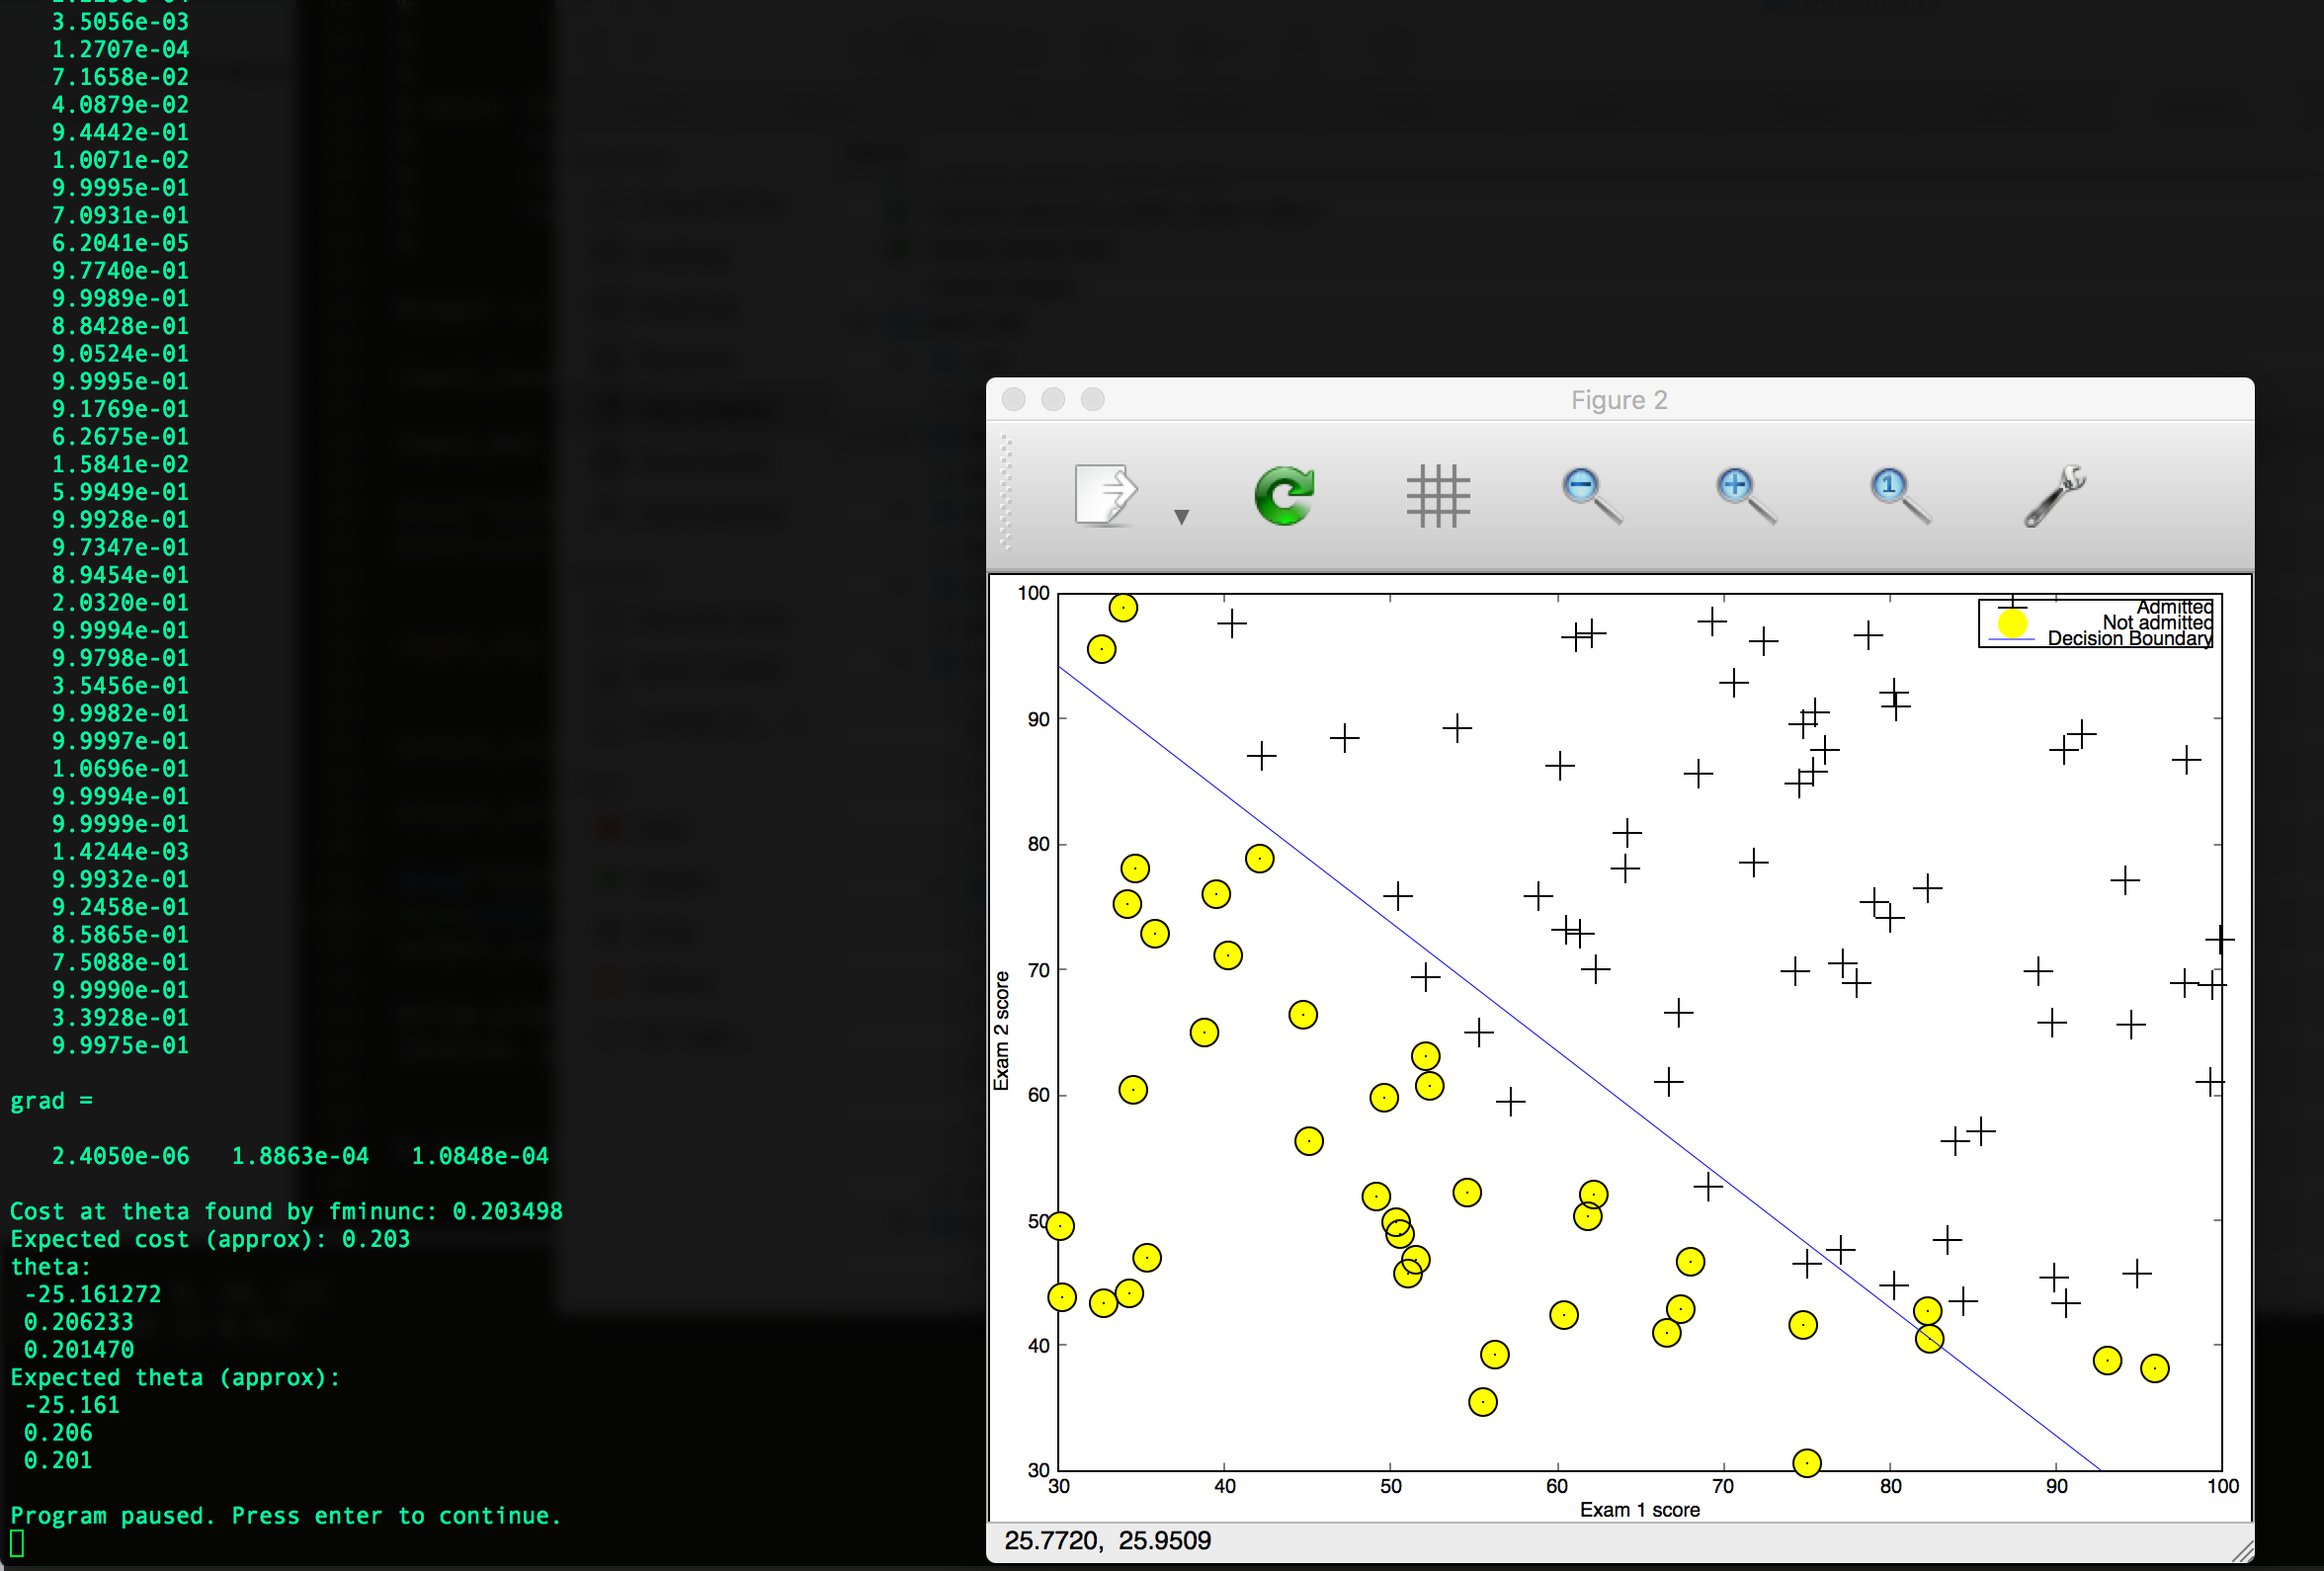 3.5056e-03
1.2707e-04
7.1658e-02
4.0879e-02
9.4442e-01
1.0071e-02
9.9995e-01
7.0931e-01
6.2041e-05
9.7740e-01
9.9989e-01
8.8428e-01
9.0524e-01
9.9995e-01
9.1769e-01
6.2675e-01
1.5841e-02
5.9949e-01
9.9928e-01
9.7347e-01
8.9454e-01
2.0320e-01
9.9994e-01
9.9798e-01
3.5456e-01
9.9982e-01
9.9997e-01
1.0696e-01
9.9994e-01
9.9999e-01
1.4244e-03
9.9932e-01
9.2458e-01
8.5865e-01
7.5088e-01
9.9990e-01
3.3928e-01
9.9975e-01
grad =
2.4050e-06 1.8863e-04 1.0848e-04
Cost at theta found by fminunc: 0.203498
Expected cost (approx): 0.203
theta:
-25.161272
0.206233
0.201470
Expected theta (approx):
-25.161
0.206
0.201
Program paused. Press enter to continue.
Figure 2
1
100
90
80
70
60
50
40
30
Exam 2 score
Admitted
Not admitted
Decision Boundary
30 40 50 60 70 80 90 100
Exam 1 score
25.7720, 25.9509